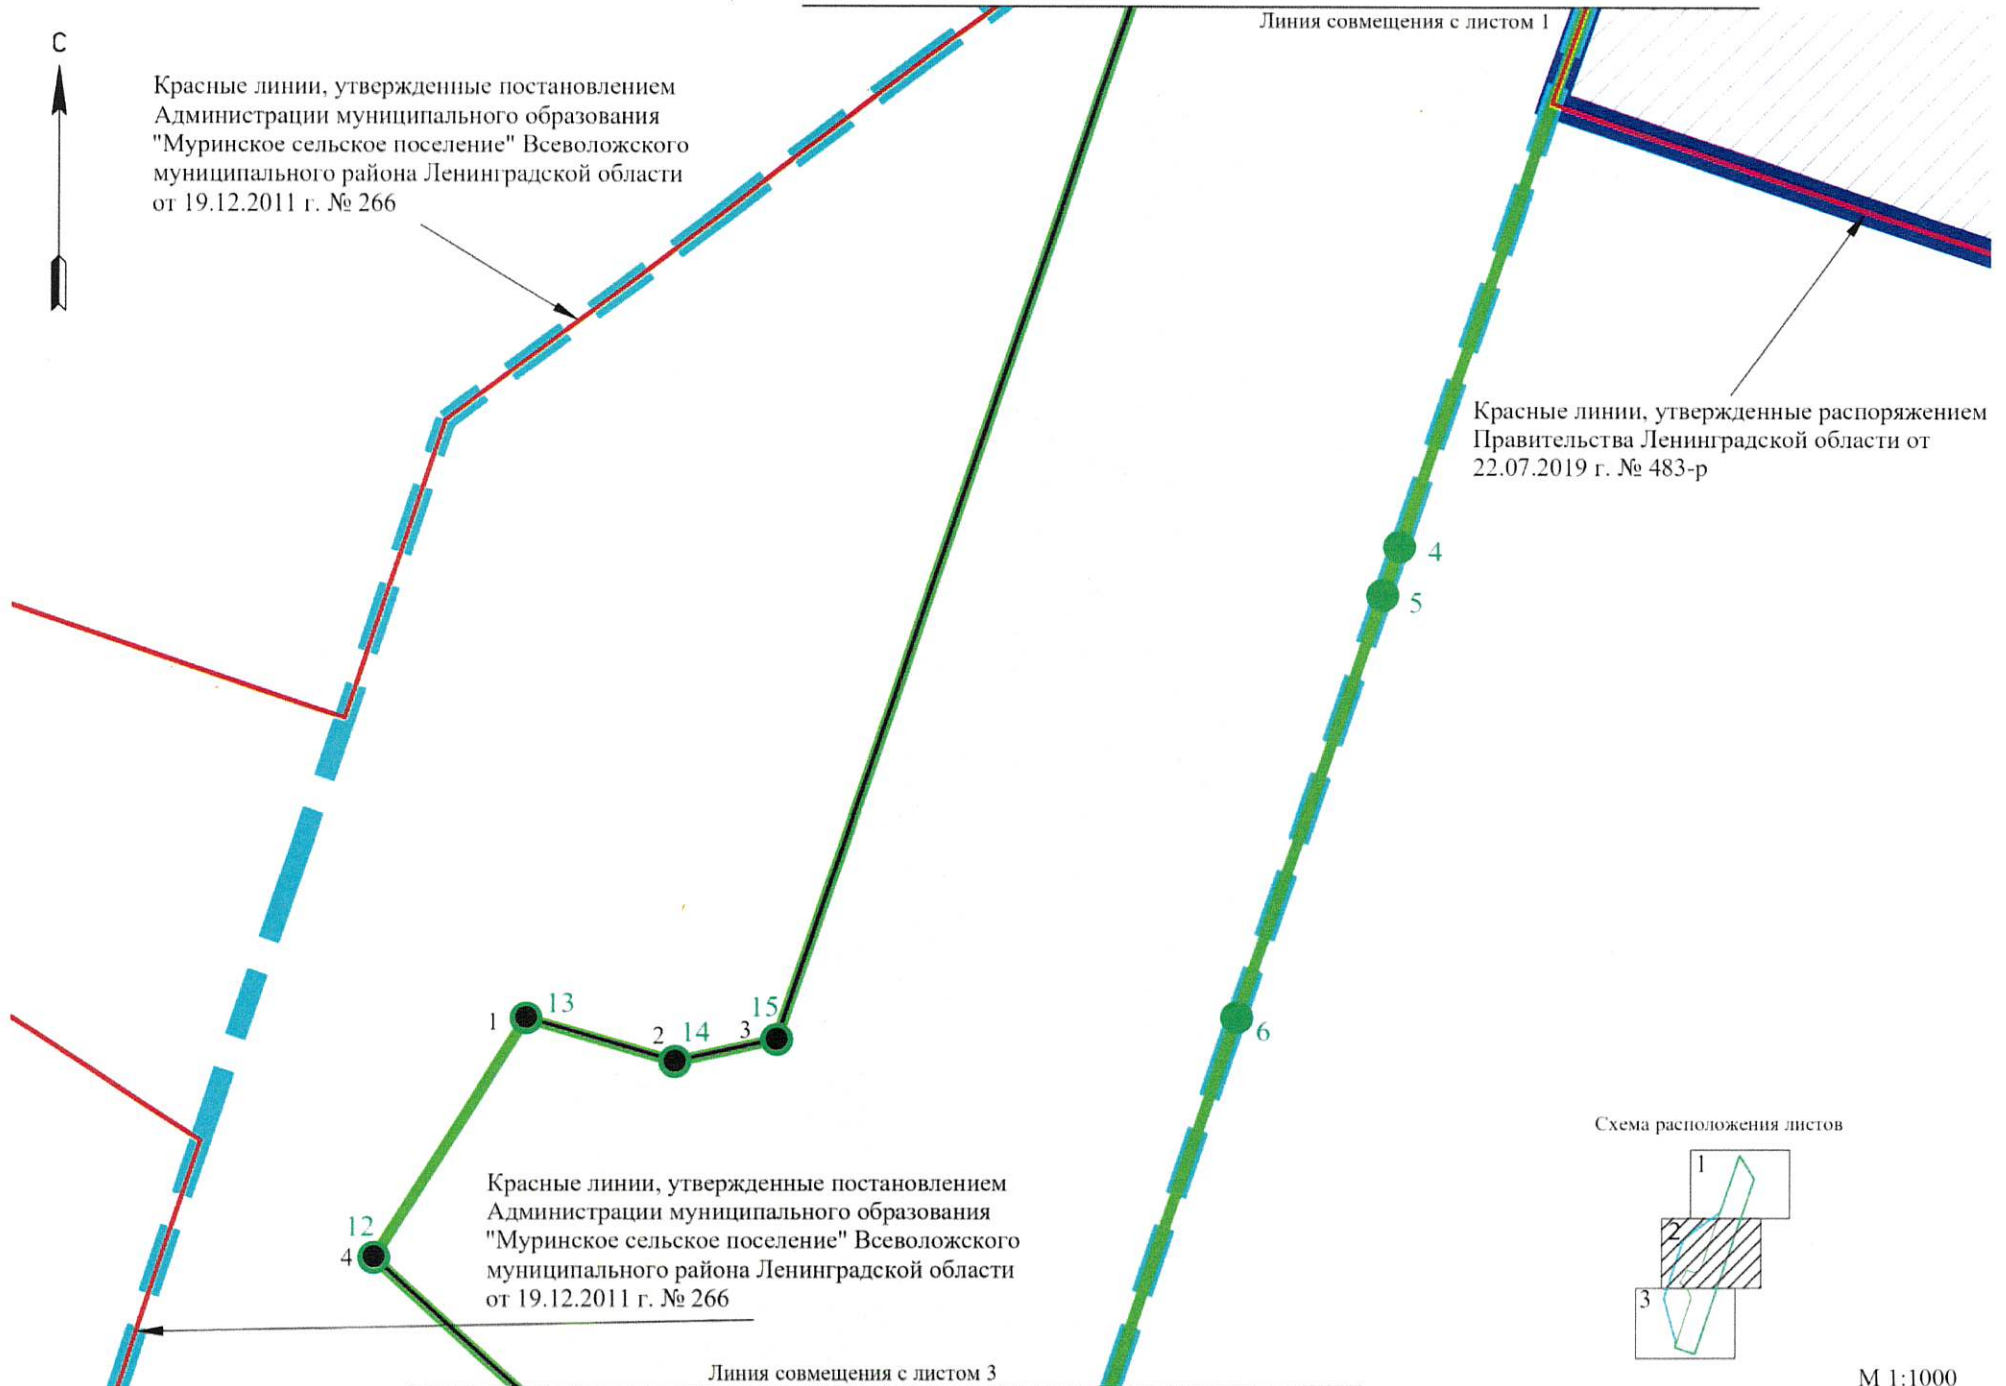 Линия совмещения с листом 1
С
Красные линии, утвержденные постановлением
Администрации муниципального образования
"Муринское сельское поселение" Всеволожского
муниципального района Ленинградской области
от 19.12.2011 г. № 266
Красные линии, утвержденные распоряжением
Правительства Ленинградской области от
22.07.2019 г. № 483-р
4
5
6
1
13
2
14
3
15
12
4
Красные линии, утвержденные постановлением
Администрации муниципального образования
"Муринское сельское поселение" Всеволожского
муниципального района Ленинградской области
от 19.12.2011 г. № 266
Схема расположения листов
1
2
3
Линия совмещения с листом 3
М 1:1000